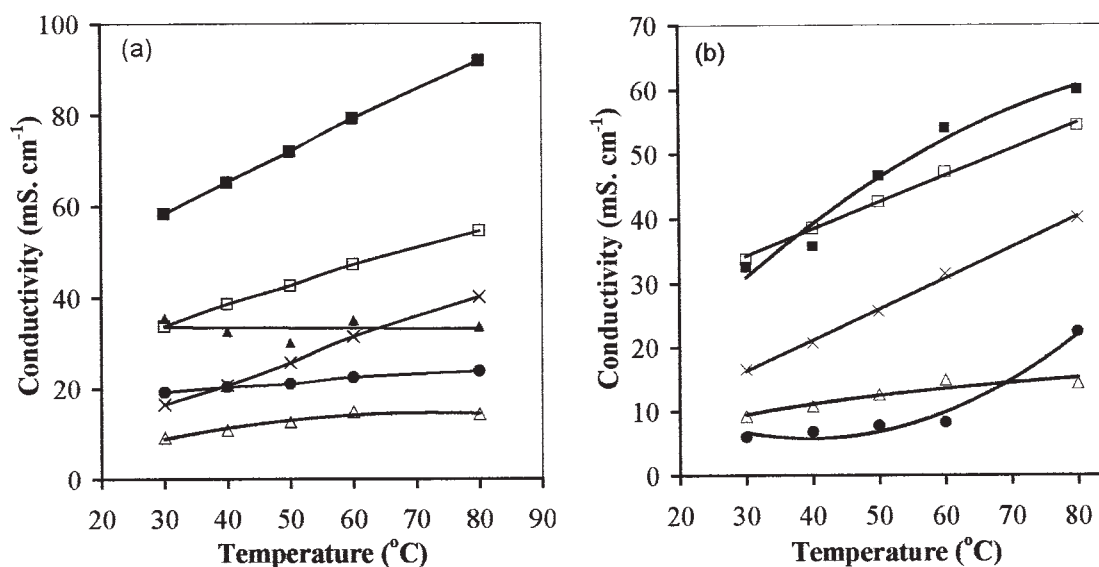 (a)
Conductivity (mS. cm⁻¹)
100
80
60
40
20
0
20 30 40 50 60 70 80 90
Temperature (°C)
(b)
Conductivity (mS. cm⁻¹)
70
60
50
40
30
20
10
0
20 30 40 50 60 70 80
Temperature (°C)